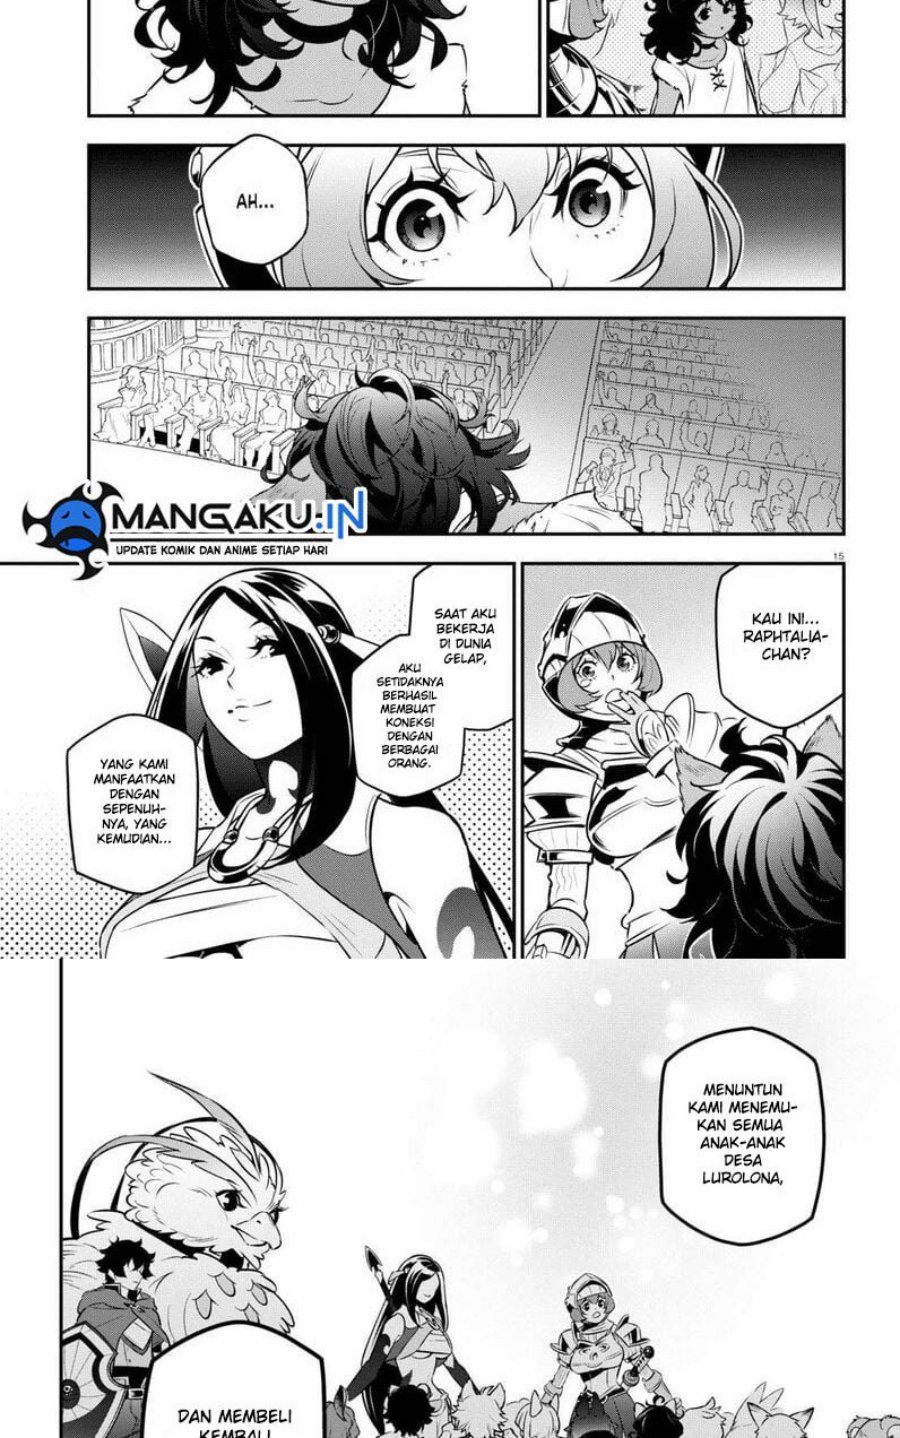 AH...
MANGAKU.IN
UPDATE KOMIK DAN ANIME SETIAP HARI
15
KAU INI...
RAPHTALIA-
CHAN?
SAAT AKU
BEKERJA
DI DUNIA
GELAP,
AKU
SETIDAKNYA
BERHASIL
MEMBUAT
KONEKSI
DENGAN
BERBAGAI
ORANG.
YANG KAMI
MANFAATKAN
DENGAN
SEPENUH-
NYA, YANG
KEMUDIAN...
MENUNTUN
KAMI MENEMU-
KAN SEMUA
ANAK-ANAK
DESA
LUROLONA,
DAN MEMBELI
KEMBALI